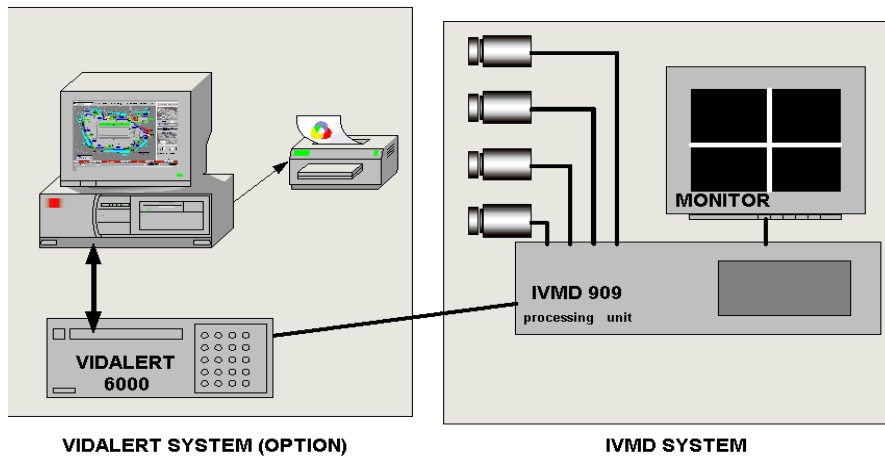 MONITOR
IVMD 909
processing unit
VIDALERT
6000
VIDALERT SYSTEM (OPTION)
IVMD SYSTEM